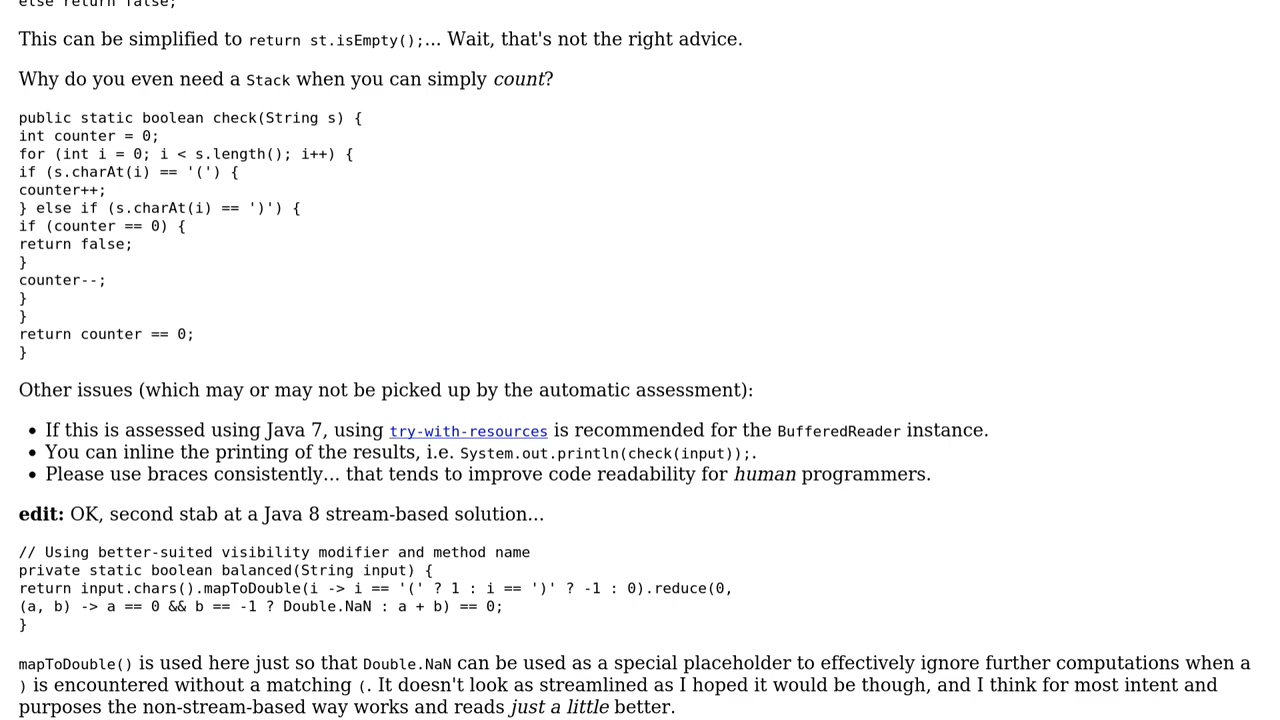 else return false;
This can be simplified to return st.isEmpty();... Wait, that's not the right advice.
Why do you even need a Stack when you can simply count?
public static boolean check(String s) {
int counter = 0;
for (int i = 0; i < s.length(); i++) {
if (s.charAt(i) == '(') {
counter++;
} else if (s.charAt(i) == ')') {
if (counter == 0) {
return false;
}
counter--;
}
}
return counter == 0;
}
Other issues (which may or may not be picked up by the automatic assessment):
• If this is assessed using Java 7, using try-with-resources is recommended for the BufferedReader instance.
• You can inline the printing of the results, i.e. System.out.println(check(input));.
• Please use braces consistently... that tends to improve code readability for human programmers.
edit: OK, second stab at a Java 8 stream-based solution...
// Using better-suited visibility modifier and method name
private static boolean balanced(String input) {
return input.chars().mapToDouble(i -> i == '(' ? 1 : i == ')' ? -1 : 0).reduce(0,
(a, b) -> a == 0 && b == -1 ? Double.NaN : a + b) == 0;
}
mapToDouble() is used here just so that Double.NaN can be used as a special placeholder to effectively ignore further computations when a
) is encountered without a matching (. It doesn't look as streamlined as I hoped it would be though, and I think for most intent and
purposes the non-stream-based way works and reads just a little better.